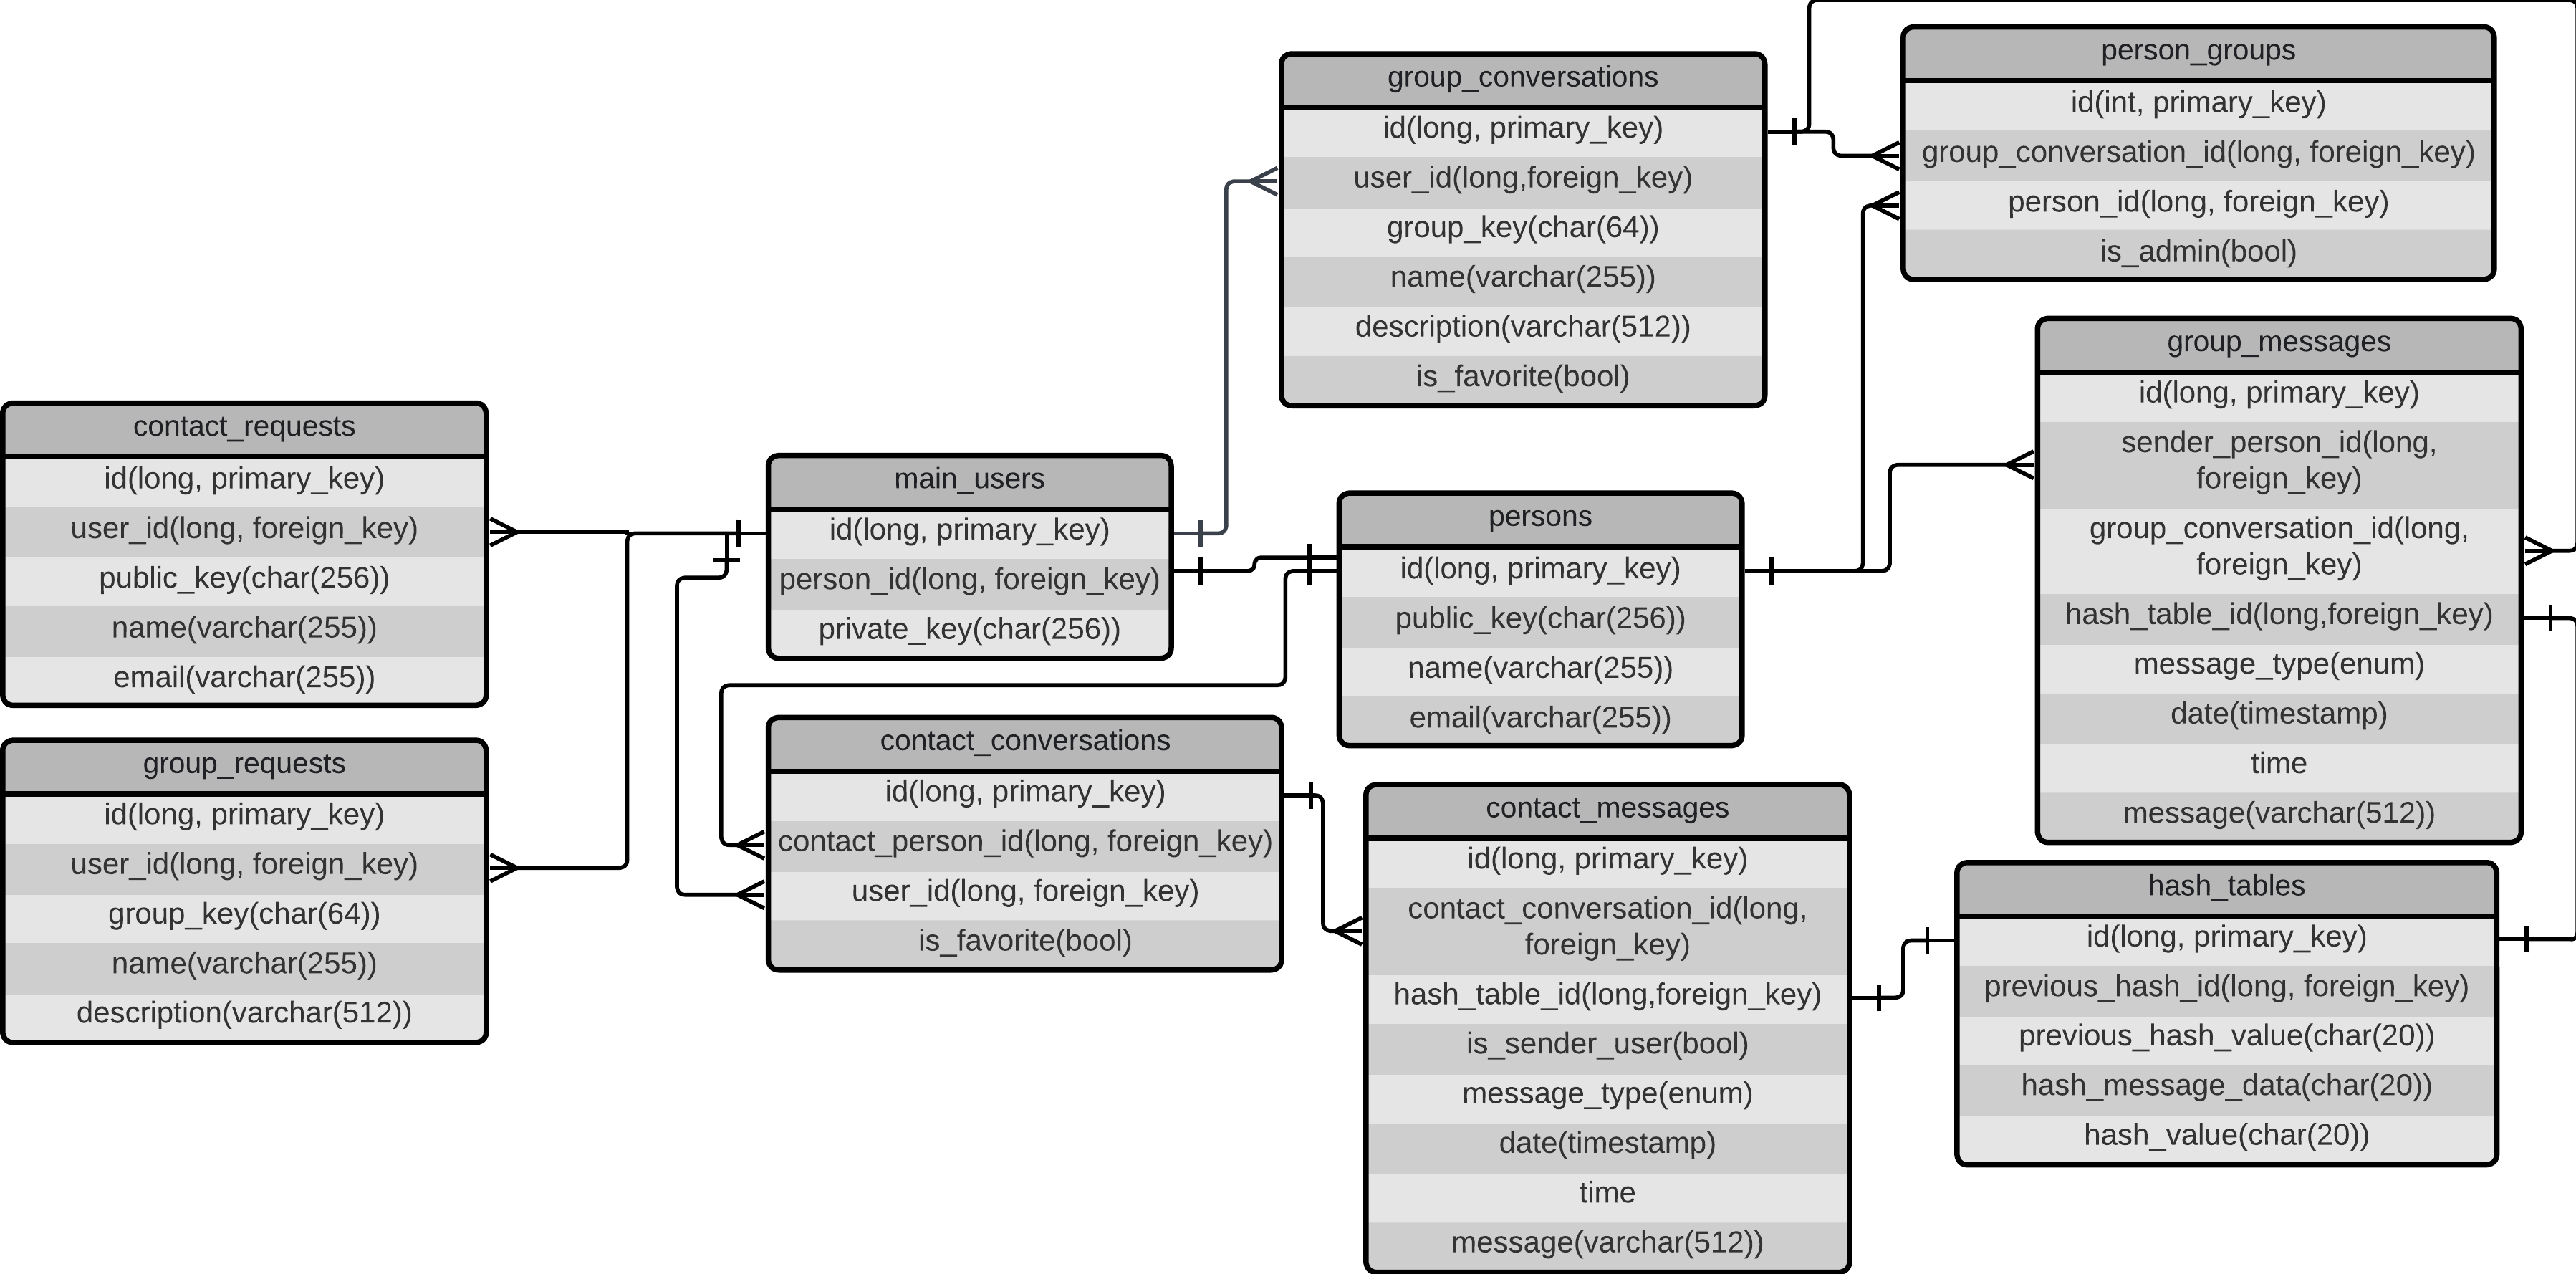 group_conversations
id(long, primary_key)
user_id(long,foreign_key)
group_key(char(64))
name(varchar(255))
description(varchar(512))
is_favorite(bool)
person_groups
id(int, primary_key)
group_conversation_id(long, foreign_key)
person_id(long, foreign_key)
is_admin(bool)
contact_requests
id(long, primary_key)
user_id(long, foreign_key)
public_key(char(256))
name(varchar(255))
email(varchar(255))
main_users
id(long, primary_key)
person_id(long, foreign_key)
private_key(char(256))
persons
id(long, primary_key)
public_key(char(256))
name(varchar(255))
email(varchar(255))
group_messages
id(long, primary_key)
sender_person_id(long,
foreign_key)
group_conversation_id(long,
foreign_key)
hash_table_id(long,foreign_key)
message_type(enum)
date(timestamp)
time
message(varchar(512))
group_requests
id(long, primary_key)
user_id(long, foreign_key)
group_key(char(64))
name(varchar(255))
description(varchar(512))
contact_conversations
id(long, primary_key)
contact_person_id(long, foreign_key)
user_id(long, foreign_key)
is_favorite(bool)
contact_messages
id(long, primary_key)
contact_conversation_id(long,
foreign_key)
hash_table_id(long,foreign_key)
is_sender_user(bool)
message_type(enum)
date(timestamp)
time
message(varchar(512))
hash_tables
id(long, primary_key)
previous_hash_id(long, foreign_key)
previous_hash_value(char(20))
hash_message_data(char(20))
hash_value(char(20))